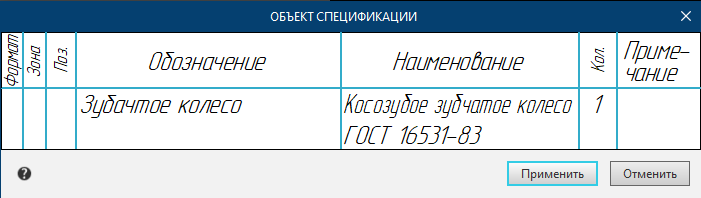 ОБЪЕКТ СПЕЦИФИКАЦИИ
Формат
Зона
Поз.
Обозначение
Наименование
Кол.
Приме-
чание
Зубачтое колесо
Косозубое зубчатое колесо
1
ГОСТ 16531-83
?
Применить
Отменить